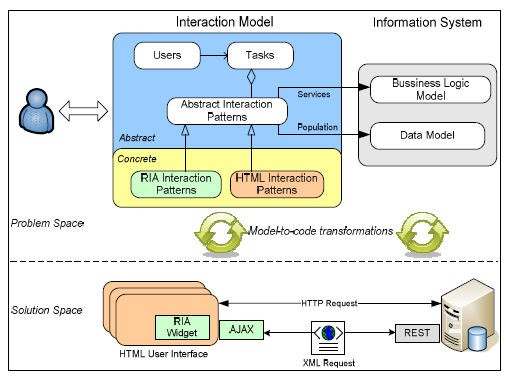 Interaction Model
Information System
Users
Tasks
Bussiness Logic
Model
Services
Abstract Interaction
Patterns
Population
Data Model
Abstract
Concrete
RIA Interaction
Patterns
HTML Interaction
Patterns
Problem Space
Model-to-code transformations
Solution Space
HTTP Request
RIA
Widget
AJAX
REST
HTML User Interface
XML Request